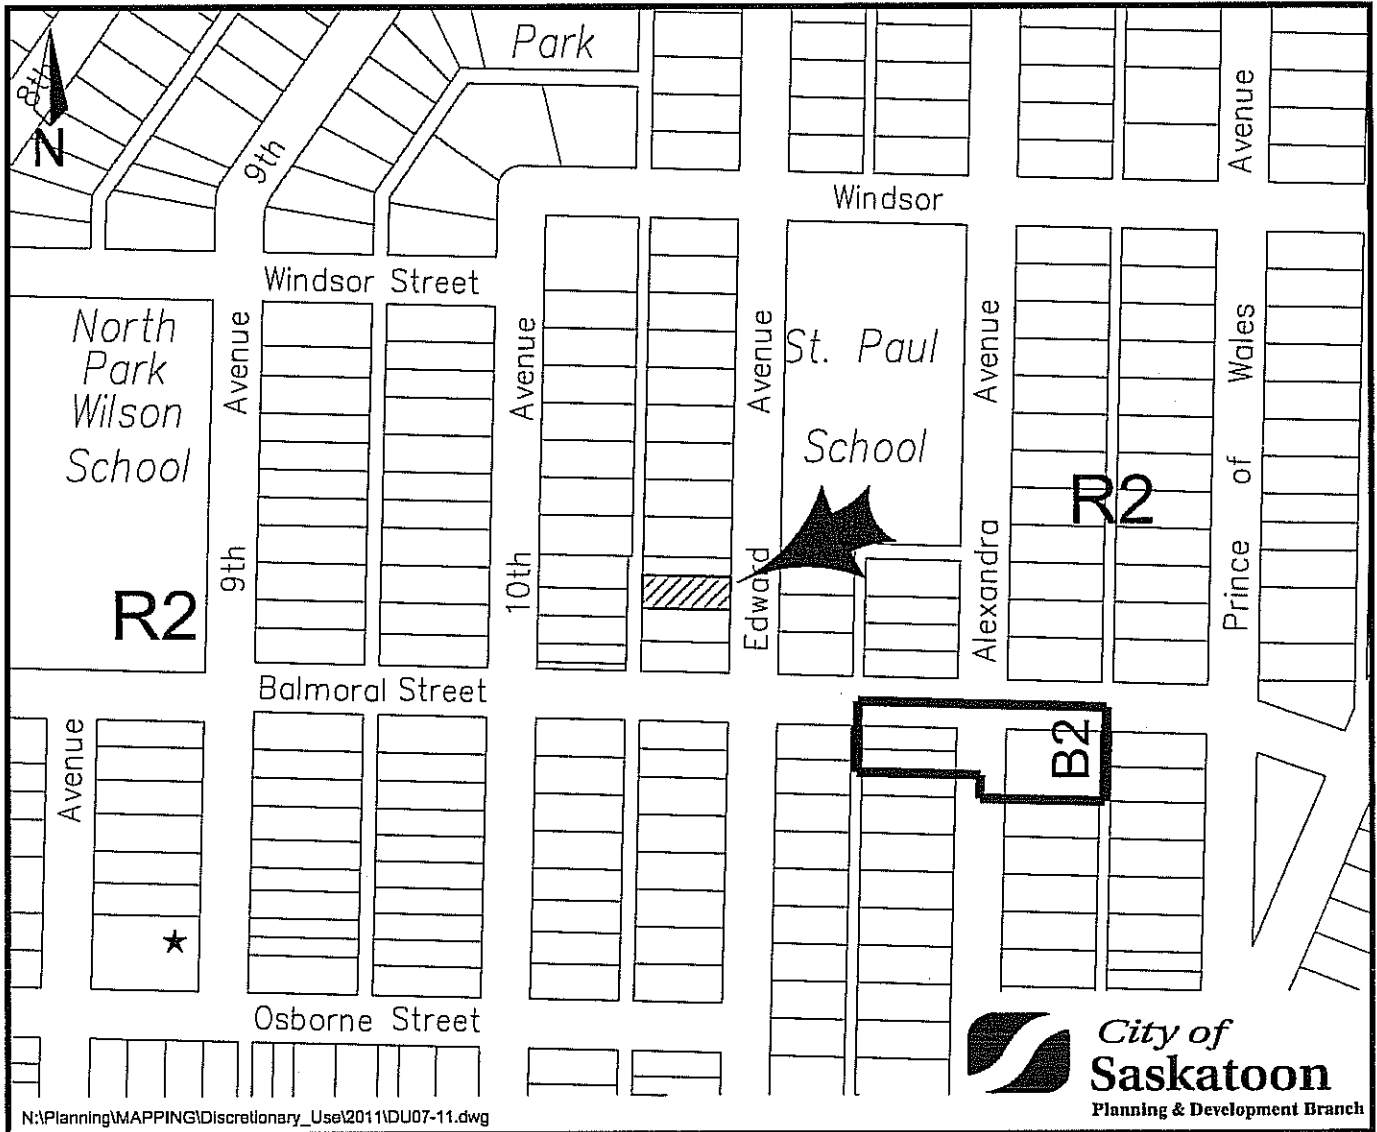 Park
8th
N
9th
Avenue
Windsor
Windsor Street
North
Park
Wilson
School
Avenue
Avenue
Avenue
St. Paul
School
Avenue
Wales
of
Prince
R2
R2
9th
10th
Edward
Alexandra
Balmoral Street
Avenue
B2
Osborne Street
City of
Saskatoon
Planning & Development Branch
N:\Planning\MAPPING\Discretionary_Use\2011\DU07-11.dwg